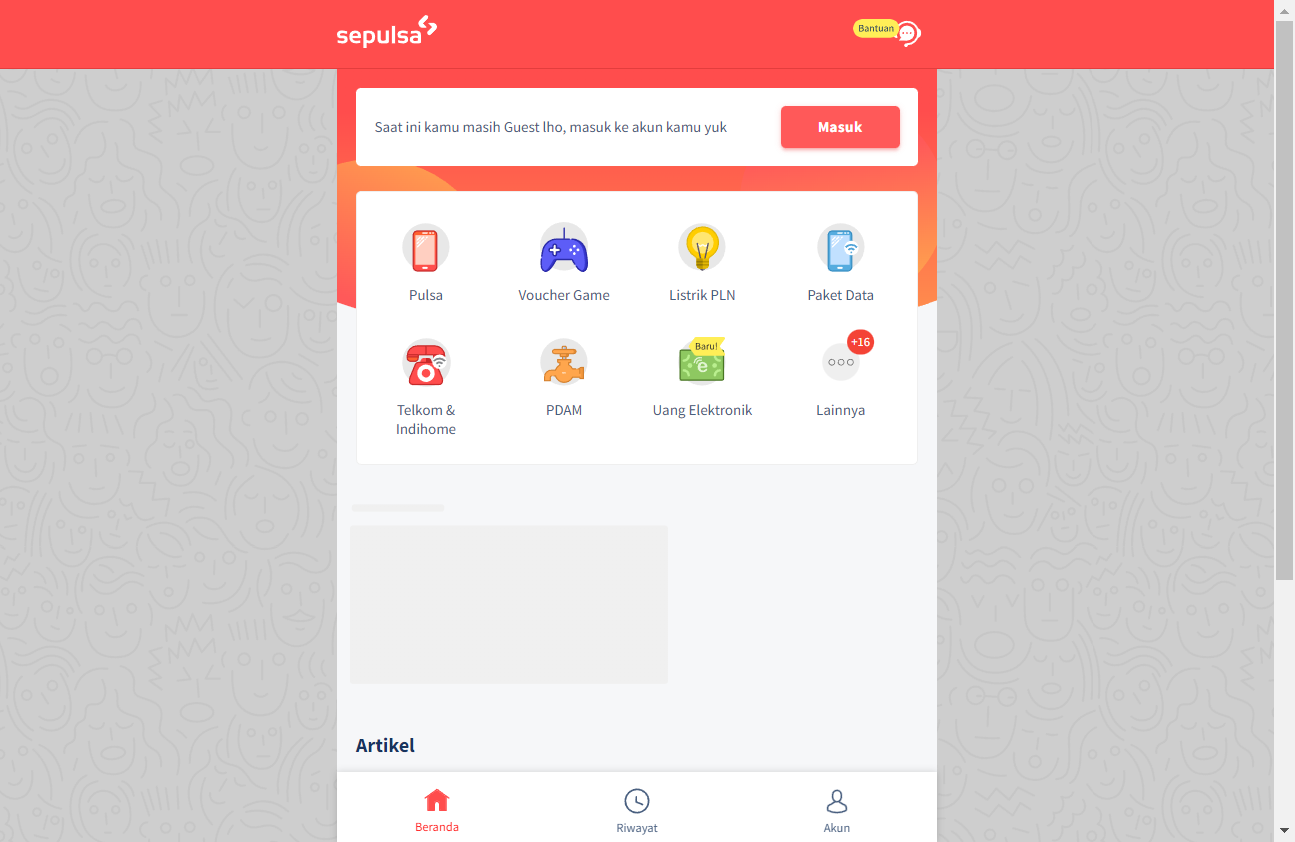 sepulsa
Bantuan
Saat ini kamu masih Guest lho, masuk ke akun kamu yuk
Masuk
Pulsa
Voucher Game
Listrik PLN
Paket Data
Baru!
+16
Telkom &
Indihome
PDAM
Uang Elektronik
Lainnya
Artikel
Beranda
Riwayat
Akun